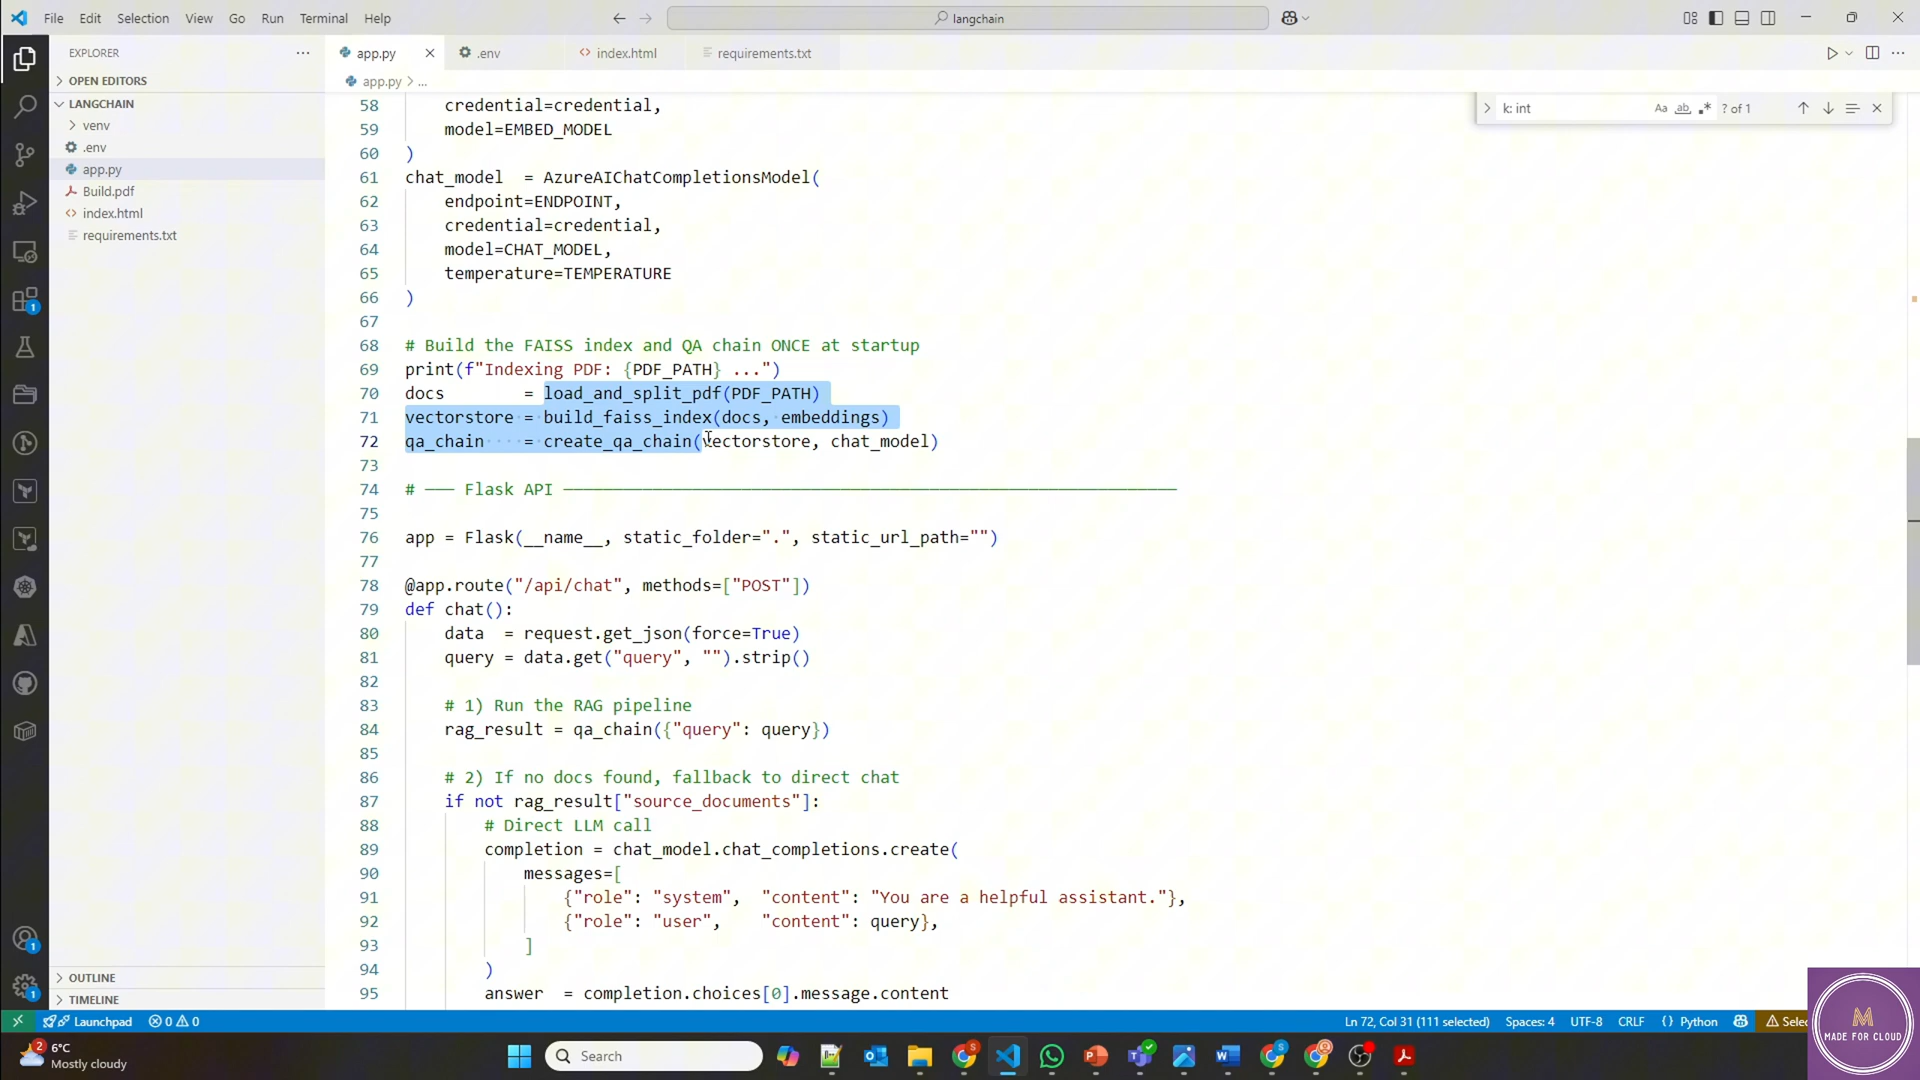 File Edit Selection View Go Run Terminal Help
langchain
EXPLORER
OPEN EDITORS
LANGCHAIN
venv
.env
app.py
Build.pdf
index.html
requirements.txt
OUTLINE
TIMELINE
app.py .env index.html requirements.txt
app.py > ...
k: int Aa ab ? of 1
58 credential=credential,
59 model=EMBED_MODEL
60 )
61 chat_model = AzureAIChatCompletionsModel(
62 endpoint=ENDPOINT,
63 credential=credential,
64 model=CHAT_MODEL,
65 temperature=TEMPERATURE
66 )
67
68 # Build the FAISS index and QA chain ONCE at startup
69 print(f"Indexing PDF: {PDF_PATH} ...")
70 docs = load_and_split_pdf(PDF_PATH)
71 vectorstore = build_faiss_index(docs, embeddings)
72 qa_chain = create_qa_chain(vectorstore, chat_model)
73
74 # ─── Flask API ───────────────────────────────
75
76 app = Flask(__name__, static_folder=".", static_url_path="")
77
78 @app.route("/api/chat", methods=["POST"])
79 def chat():
80 data = request.get_json(force=True)
81 query = data.get("query", "").strip()
82
83 # 1) Run the RAG pipeline
84 rag_result = qa_chain({"query": query})
85
86 # 2) If no docs found, fallback to direct chat
87 if not rag_result["source_documents"]:
88 # Direct LLM call
89 completion = chat_model.chat_completions.create(
90 messages=[
91 {"role": "system", "content": "You are a helpful assistant."},
92 {"role": "user", "content": query},
93 ]
94 )
95 answer = completion.choices[0].message.content
Launchpad 0 0 Ln 72, Col 31 (111 selected) Spaces: 4 UTF-8 CRLF {} Python Selec
2 6°C
Mostly cloudy
Search
M
MADE FOR CLOUD